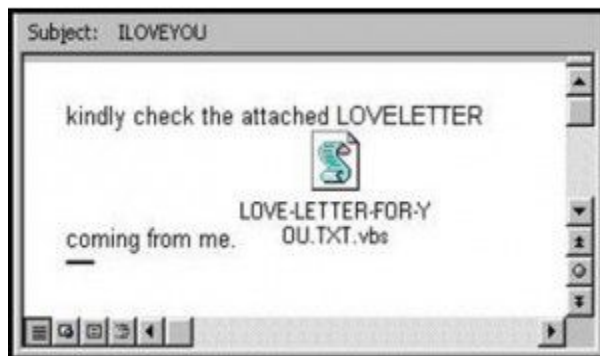 Subject: ILOVEYOU
kindly check the attached LOVELETTER
LOVE-LETTER-FOR-Y
OU.TXT.vbs
coming from me.